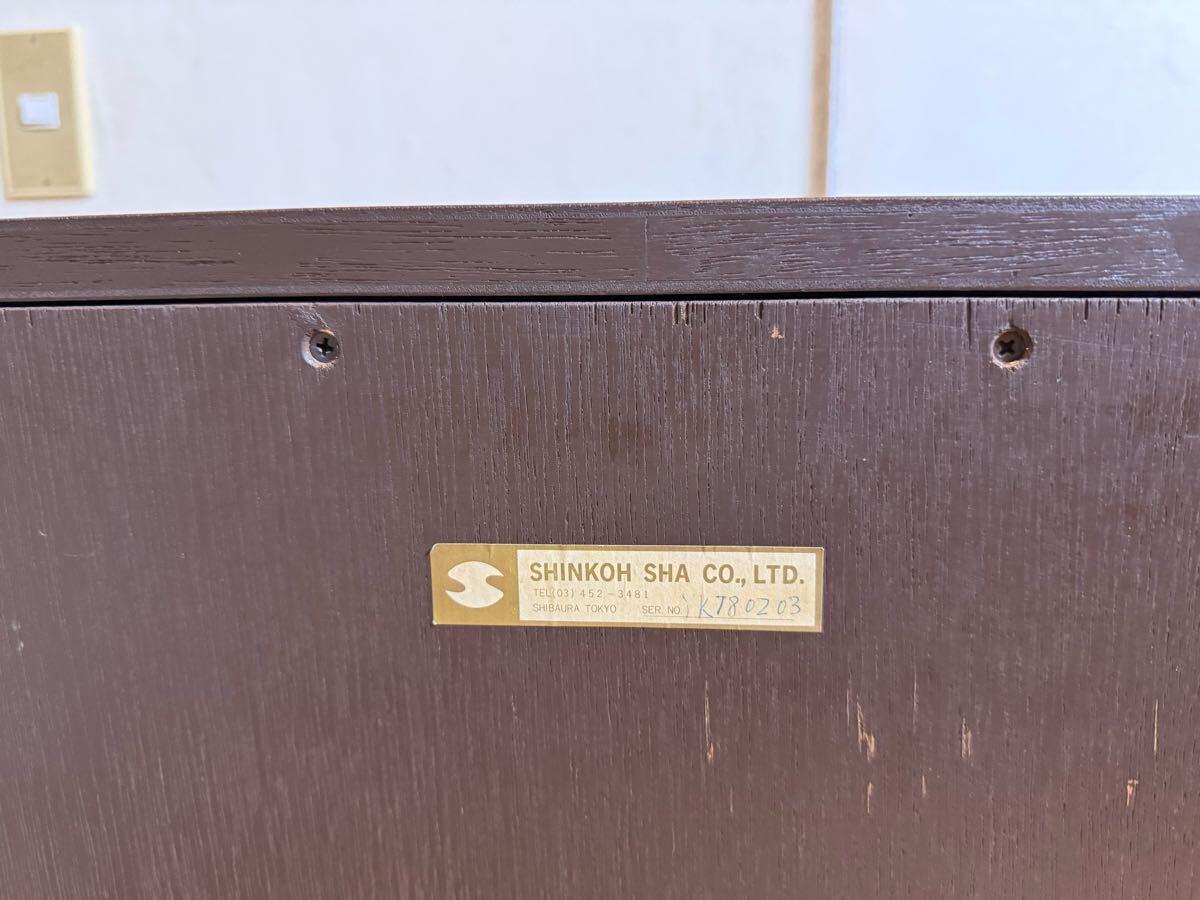 SHINKOH SHA CO., LTD.
TEL(03) 452-3481
SHIBAURA TOKYO SER. NO. KT80203